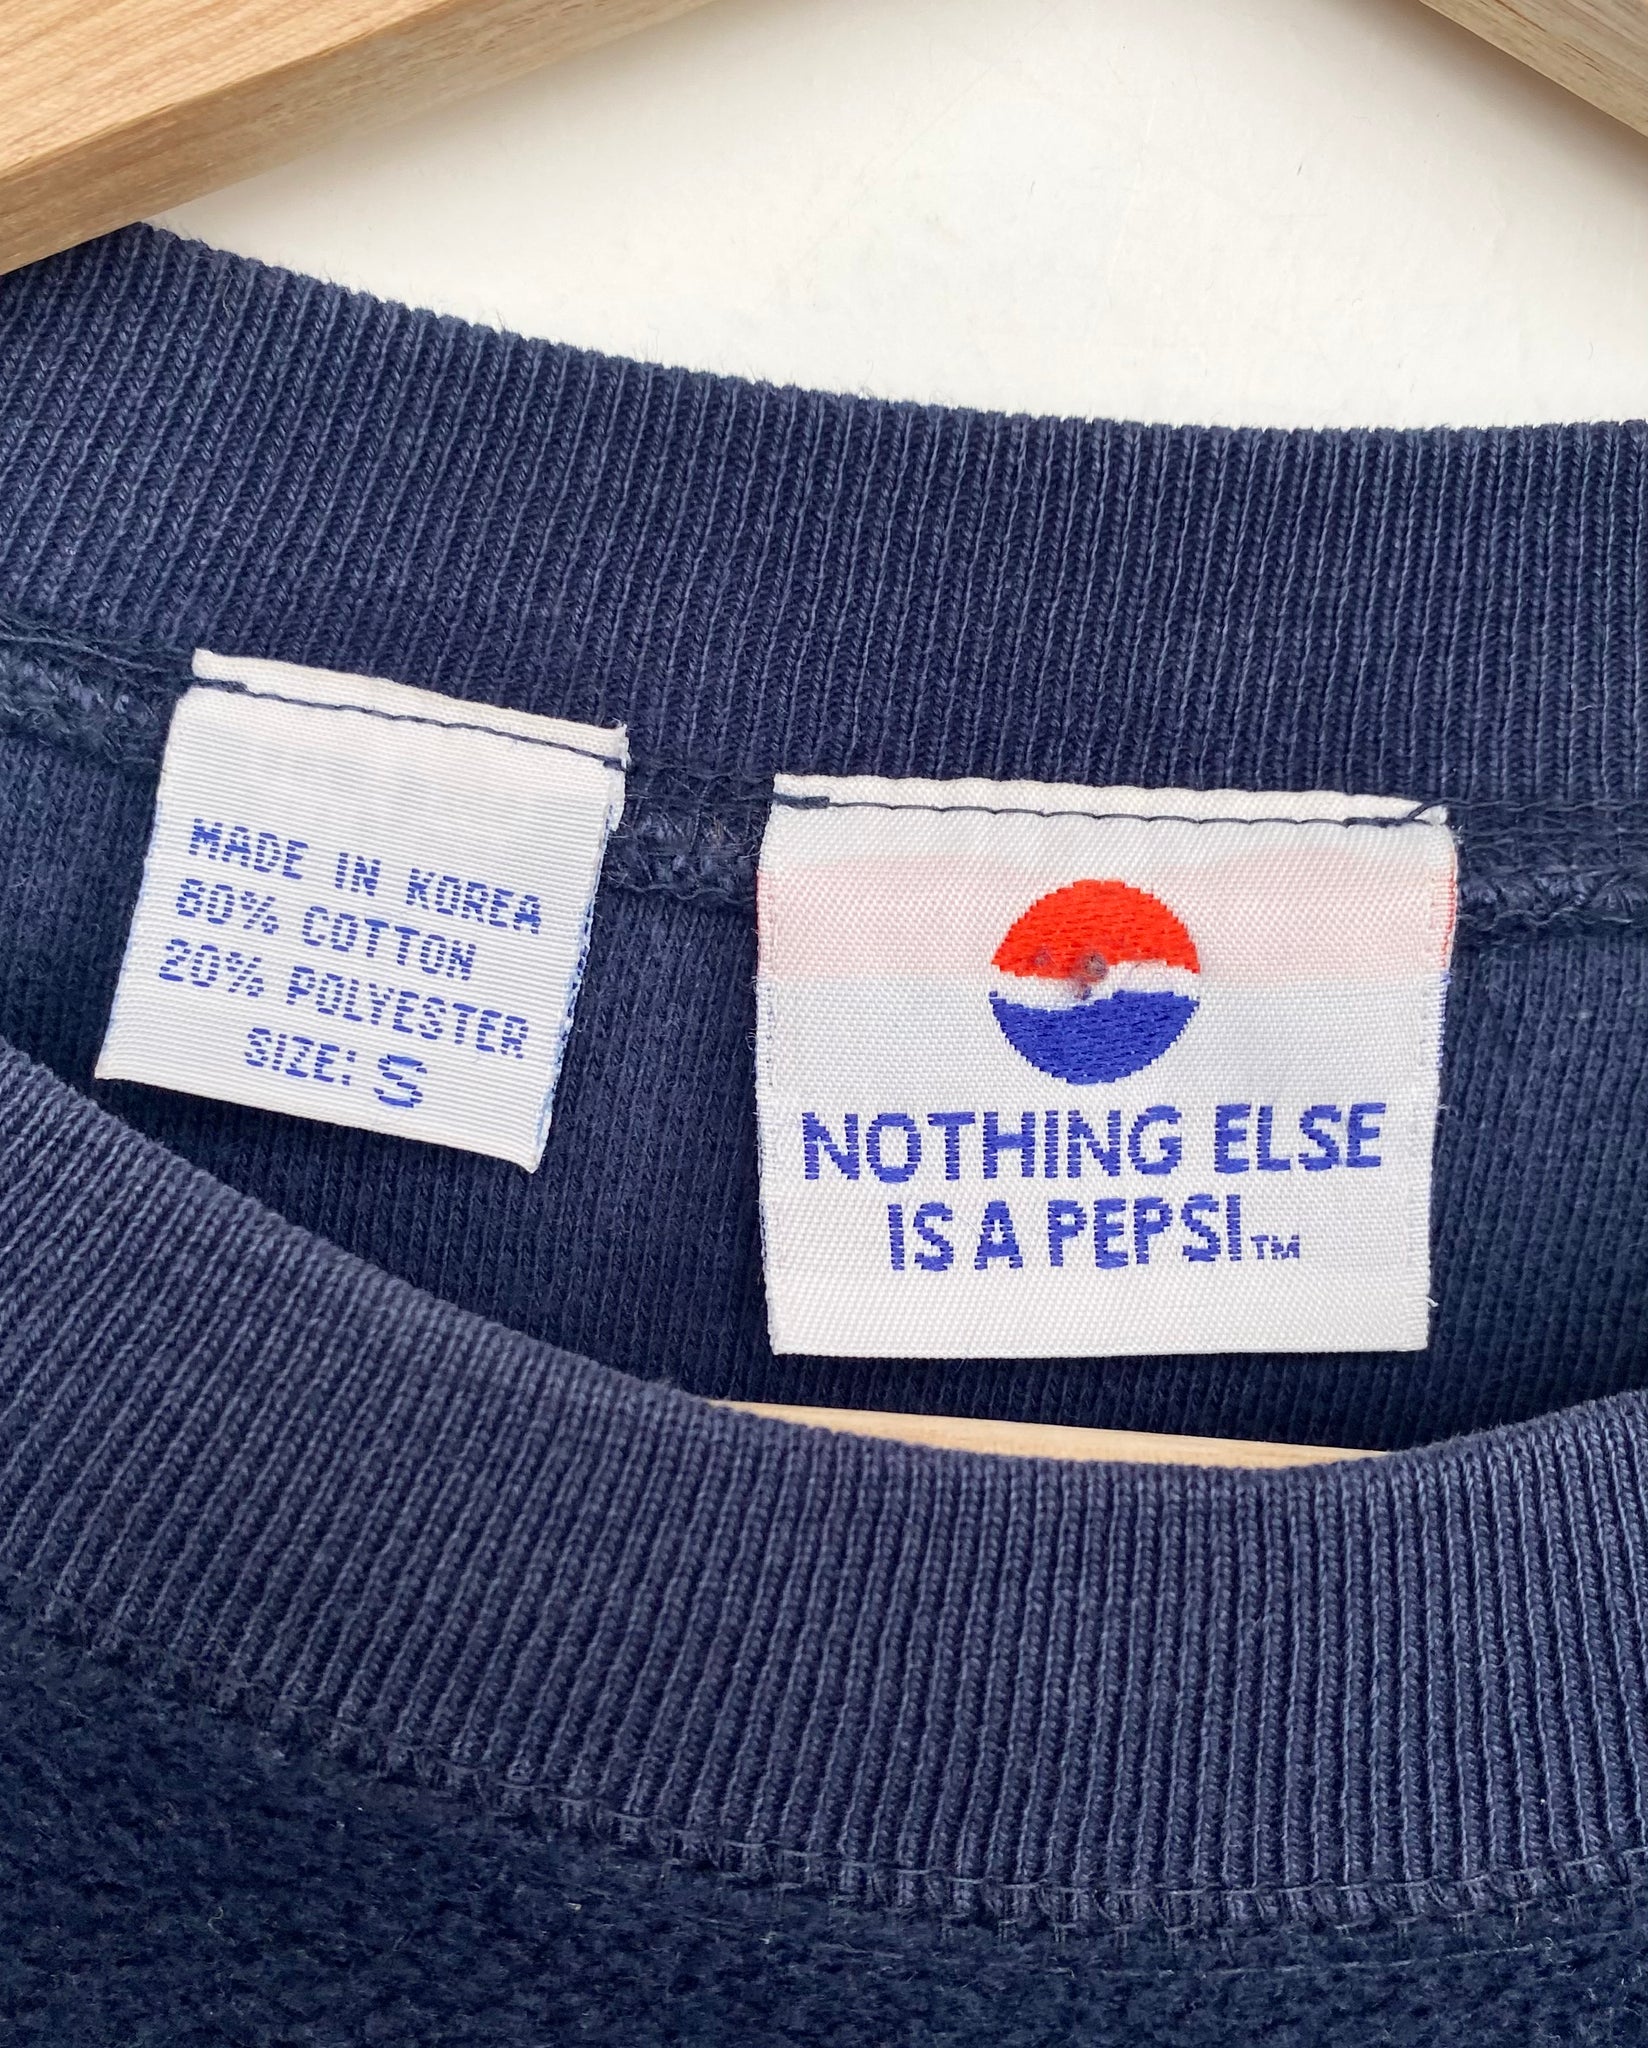 MADE IN KOREA
80% COTTON
20% POLYESTER
SIZE: S
NOTHING ELSE
IS A PEPSI™